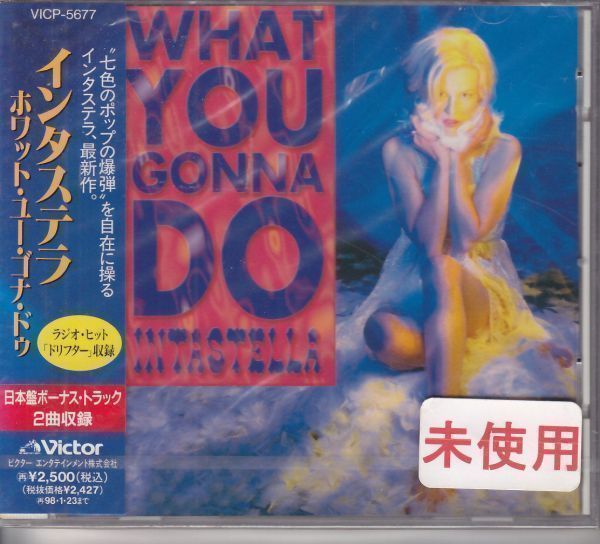 VICP-5677
インタステラ
ホワット・ユー・ゴナ・ドゥ
"七色のポップの爆弾"を自在に操る
インタステラ、最新作。
ラジオ・ヒット
「ドリフター」収録
日本盤ボーナス・トラック
2曲収録
Victor
ビクター エンタテインメント株式会社
再¥2,500(税込)
(税抜価格¥2,427)
再98・1・23まで
WHAT
YOU
GONNA
DO
INTASTELLA
未使用